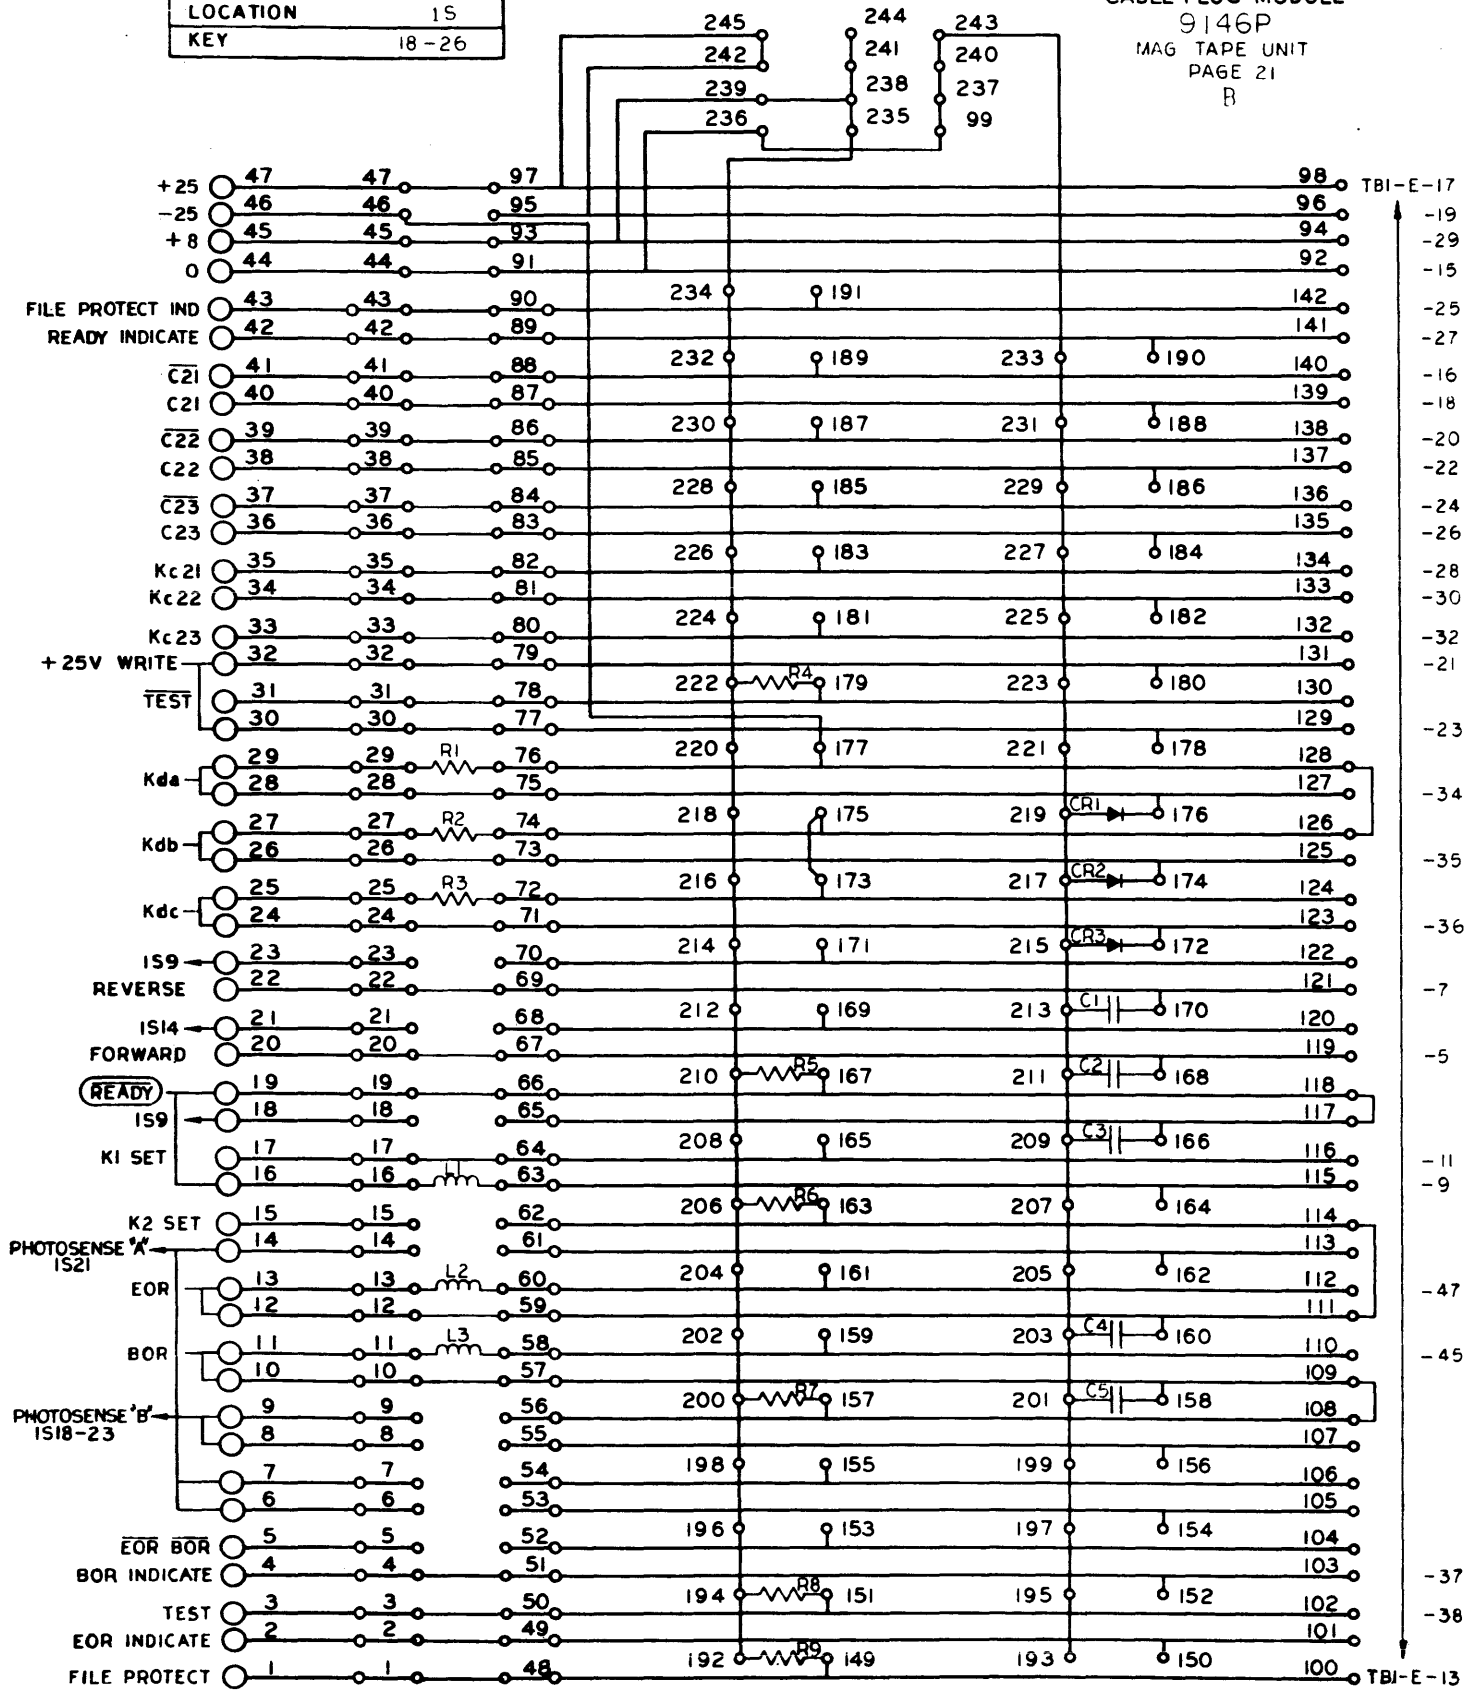 LOCATION 1S
KEY 18-26
CABLE PLUG MODULE
9146P
MAG TAPE UNIT
PAGE 21
B
245 244 243
242 241 240
239 238 237
236 235 99
+25 47 47 97 98 TB1-E-17
-25 46 46 95 96 -19
+8 45 45 93 94 -29
0 44 44 91 92 -15
234 191
FILE PROTECT IND 43 43 90 142 -25
READY INDICATE 42 42 89 141 -27
232 189 233 190
C21 41 41 88 140 -16
C21 40 40 87 139 -18
230 187 231 188
C22 39 39 86 138 -20
C22 38 38 85 137 -22
228 185 229 186
C23 37 37 84 136 -24
C23 36 36 83 135 -26
226 183 227 184
Kc21 35 35 82 134 -28
Kc22 34 34 81 133 -30
224 181 225 182
Kc23 33 33 80 132 -32
+25V WRITE 32 32 79 131 -21
222 R4 179 223 180
TEST 31 31 78 130
30 30 77 129 -23
220 177 221 178
Kda 29 29 R1 76 128
28 28 75 127 -34
218 175 219 CR1 176
Kdb 27 27 R2 74 126
26 26 73 125 -35
216 173 217 CR2 174
Kdc 25 25 R3 72 124
24 24 71 123 -36
214 171 215 CR3 172
1S9 23 23 70 122
REVERSE 22 22 69 121 -7
212 169 213 C1 170
1S14 21 21 68 120
FORWARD 20 20 67 119 -5
210 R5 167 211 C2 168
READY 19 19 66 118
1S9 18 18 65 117
208 165 209 C3 166
K1 SET 17 17 64 116 -11
16 16 L1 63 115 -9
206 R6 163 207 164
K2 SET 15 15 62 114
PHOTOSENSE "A" 14 14 61 113
1S21
204 161 205 162
EOR 13 13 L2 60 112 -47
12 12 59 111
202 159 203 C4 160
BOR 11 11 L3 58 110 -45
10 10 57 109
200 R7 157 201 C5 158
PHOTOSENSE "B" 9 9 56 108
1S18-23
8 8 55 107
198 155 199 156
7 7 54 106
6 6 53 105
196 153 197 154
EOR BOR 5 5 52 104
BOR INDICATE 4 4 51 103 -37
194 R8 151 195 152
TEST 3 3 50 102 -38
EOR INDICATE 2 2 49 101
192 R9 149 193 150
FILE PROTECT 1 1 48 100 TB1-E-13